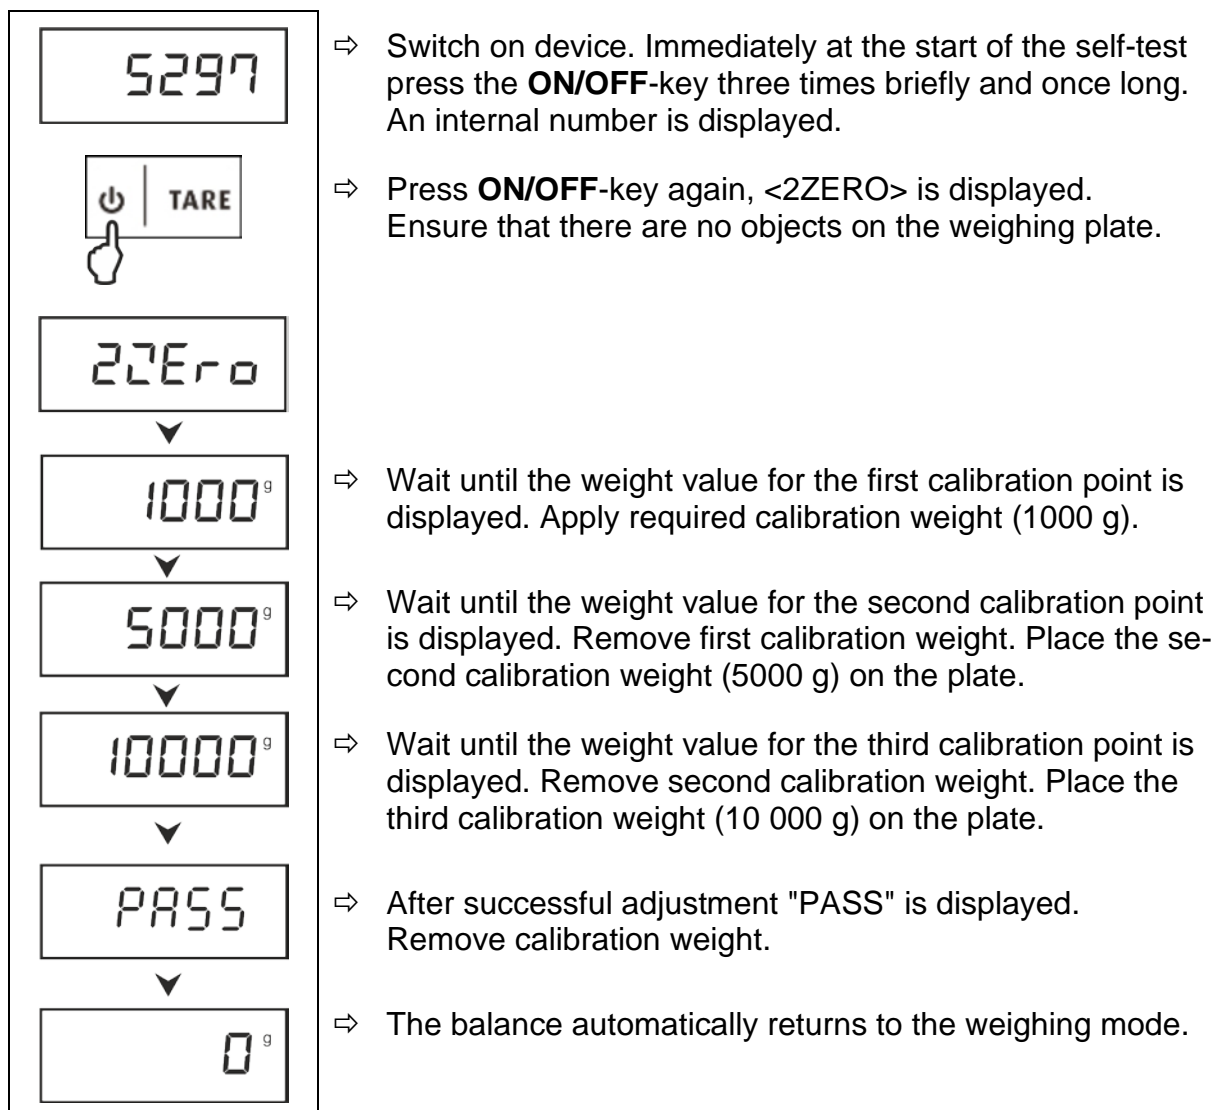 5297
⇨ Switch on device. Immediately at the start of the self-test
press the ON/OFF-key three times briefly and once long.
An internal number is displayed.
TARE
⇨ Press ON/OFF-key again, <2ZERO> is displayed.
Ensure that there are no objects on the weighing plate.
2ZEro
1000 g
⇨ Wait until the weight value for the first calibration point is
displayed. Apply required calibration weight (1000 g).
5000 g
⇨ Wait until the weight value for the second calibration point
is displayed. Remove first calibration weight. Place the se-
cond calibration weight (5000 g) on the plate.
10000 g
⇨ Wait until the weight value for the third calibration point is
displayed. Remove second calibration weight. Place the
third calibration weight (10 000 g) on the plate.
PASS
⇨ After successful adjustment "PASS" is displayed.
Remove calibration weight.
0 g
⇨ The balance automatically returns to the weighing mode.